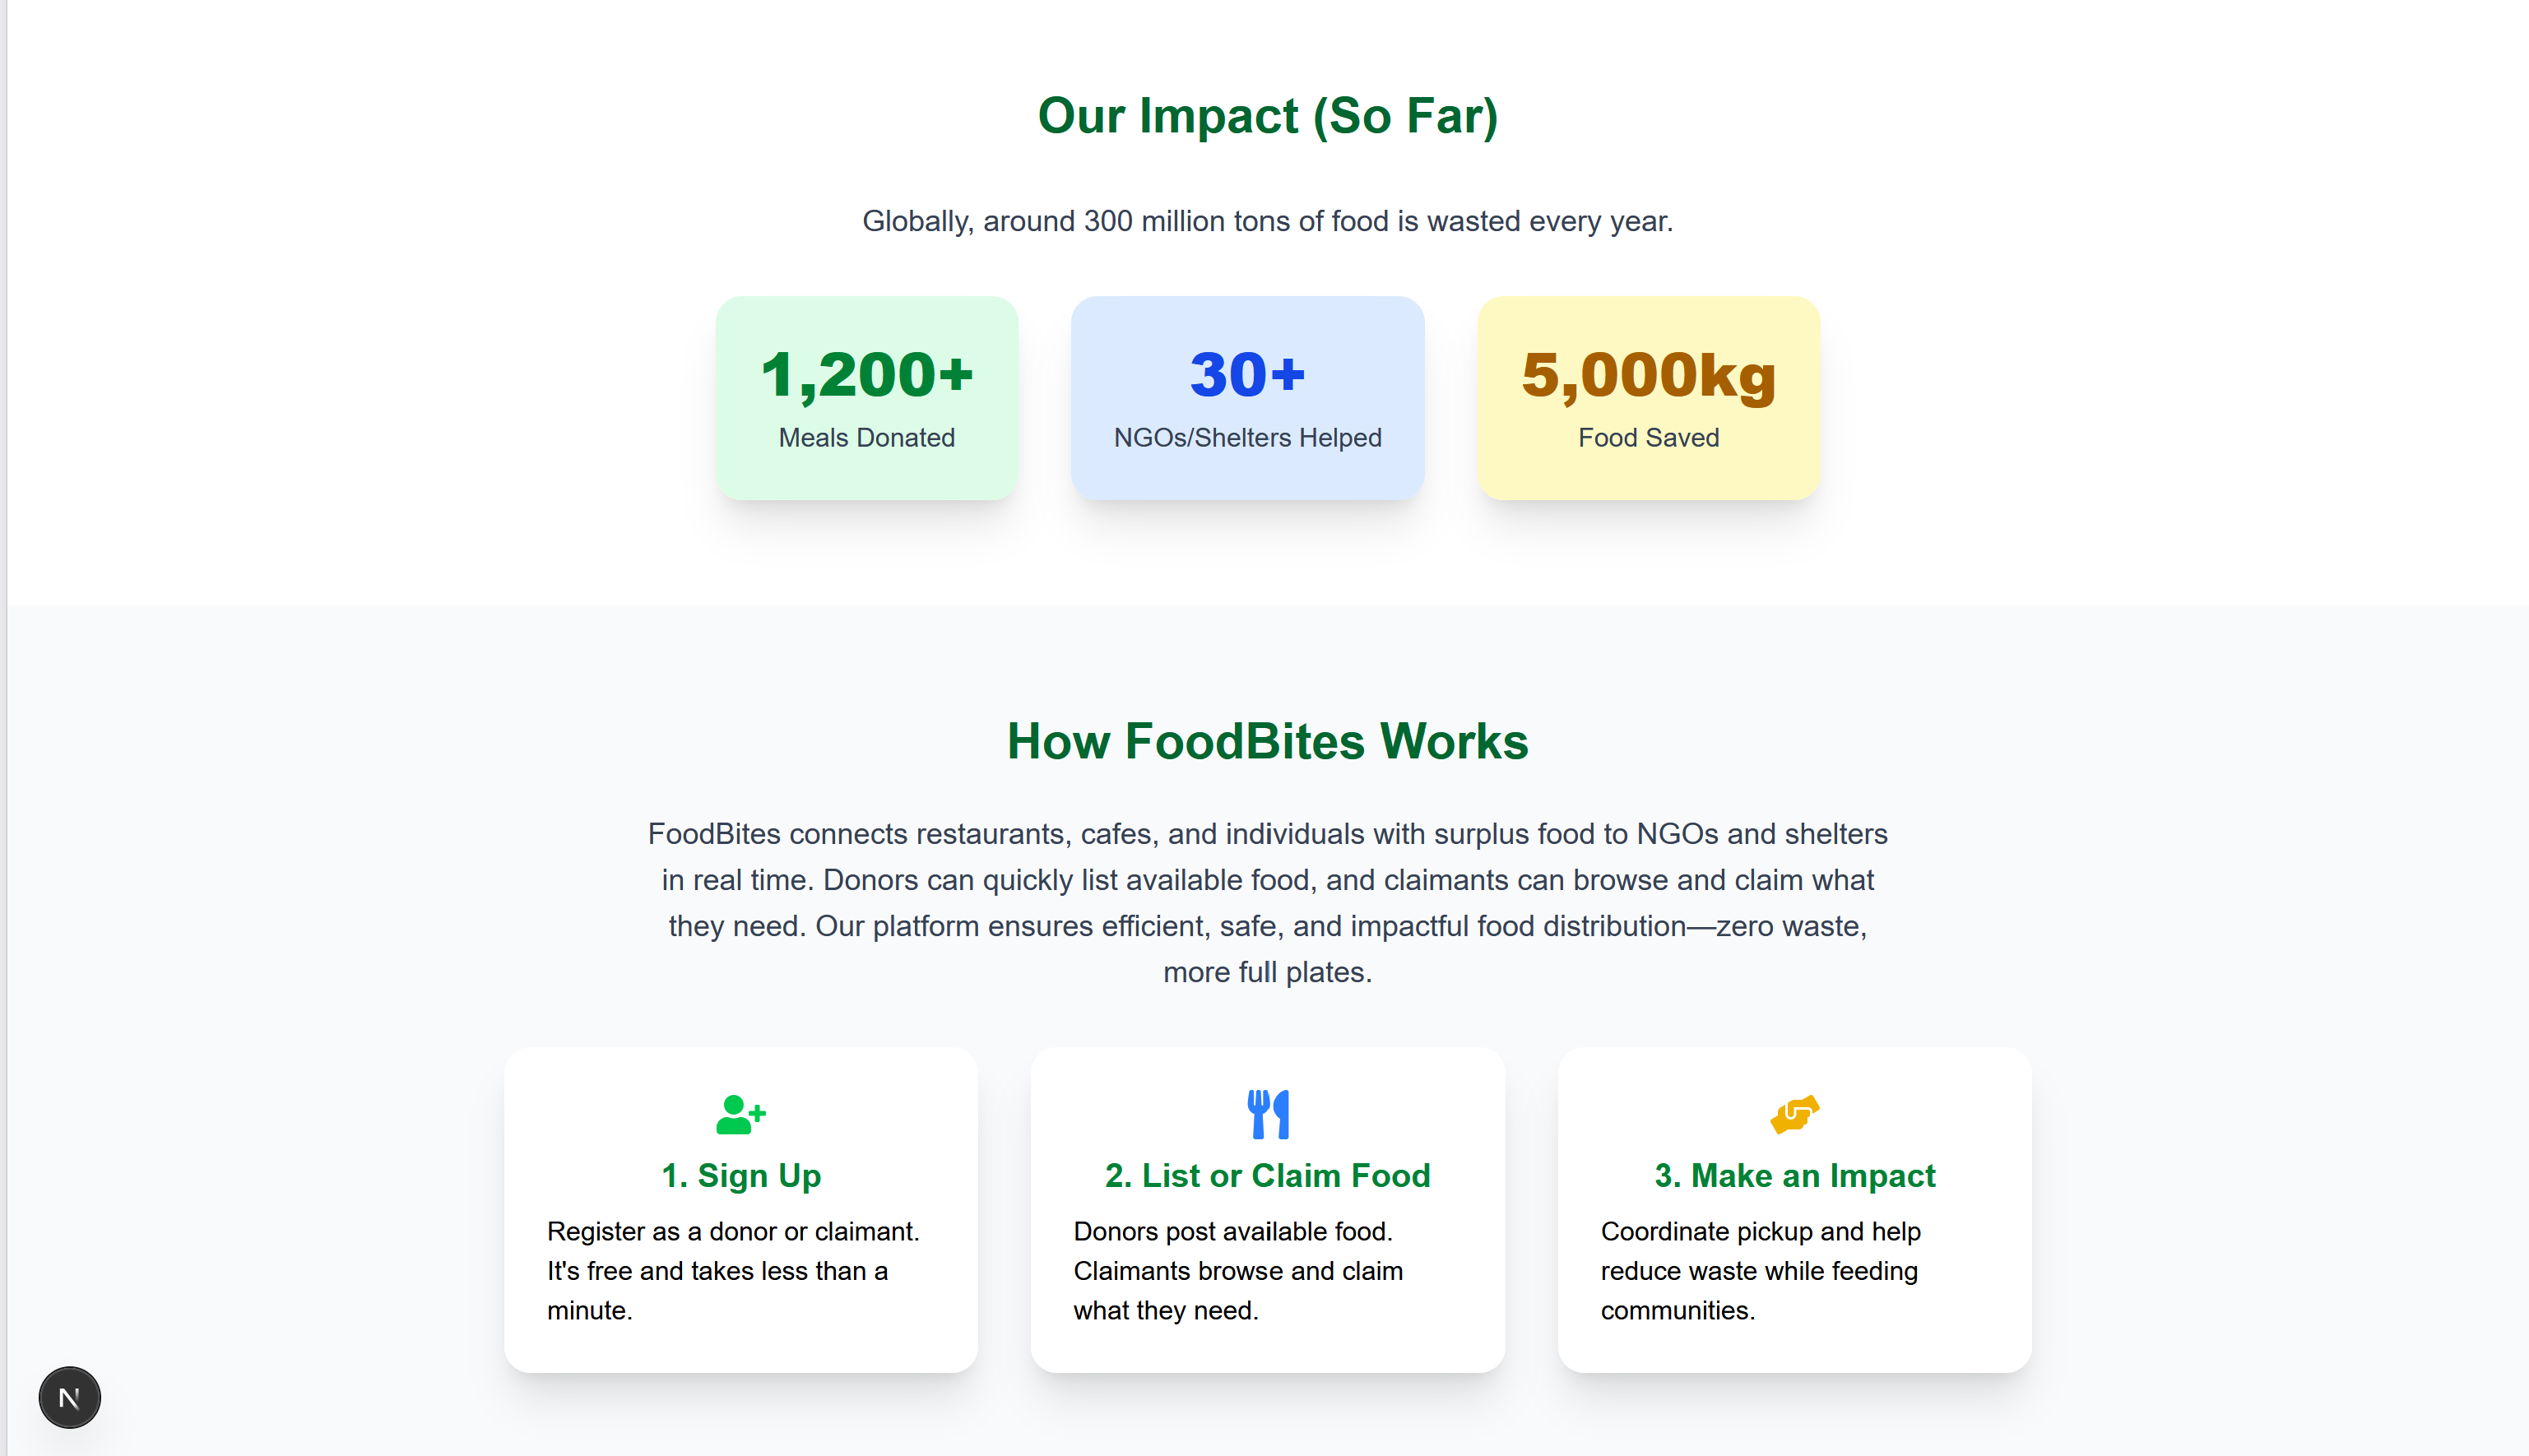 Our Impact (So Far)
Globally, around 300 million tons of food is wasted every year.
1,200+
Meals Donated
30+
NGOs/Shelters Helped
5,000kg
Food Saved
How FoodBites Works
FoodBites connects restaurants, cafes, and individuals with surplus food to NGOs and shelters
in real time. Donors can quickly list available food, and claimants can browse and claim what
they need. Our platform ensures efficient, safe, and impactful food distribution—zero waste,
more full plates.
1. Sign Up
Register as a donor or claimant.
It's free and takes less than a
minute.
2. List or Claim Food
Donors post available food.
Claimants browse and claim
what they need.
3. Make an Impact
Coordinate pickup and help
reduce waste while feeding
communities.
N